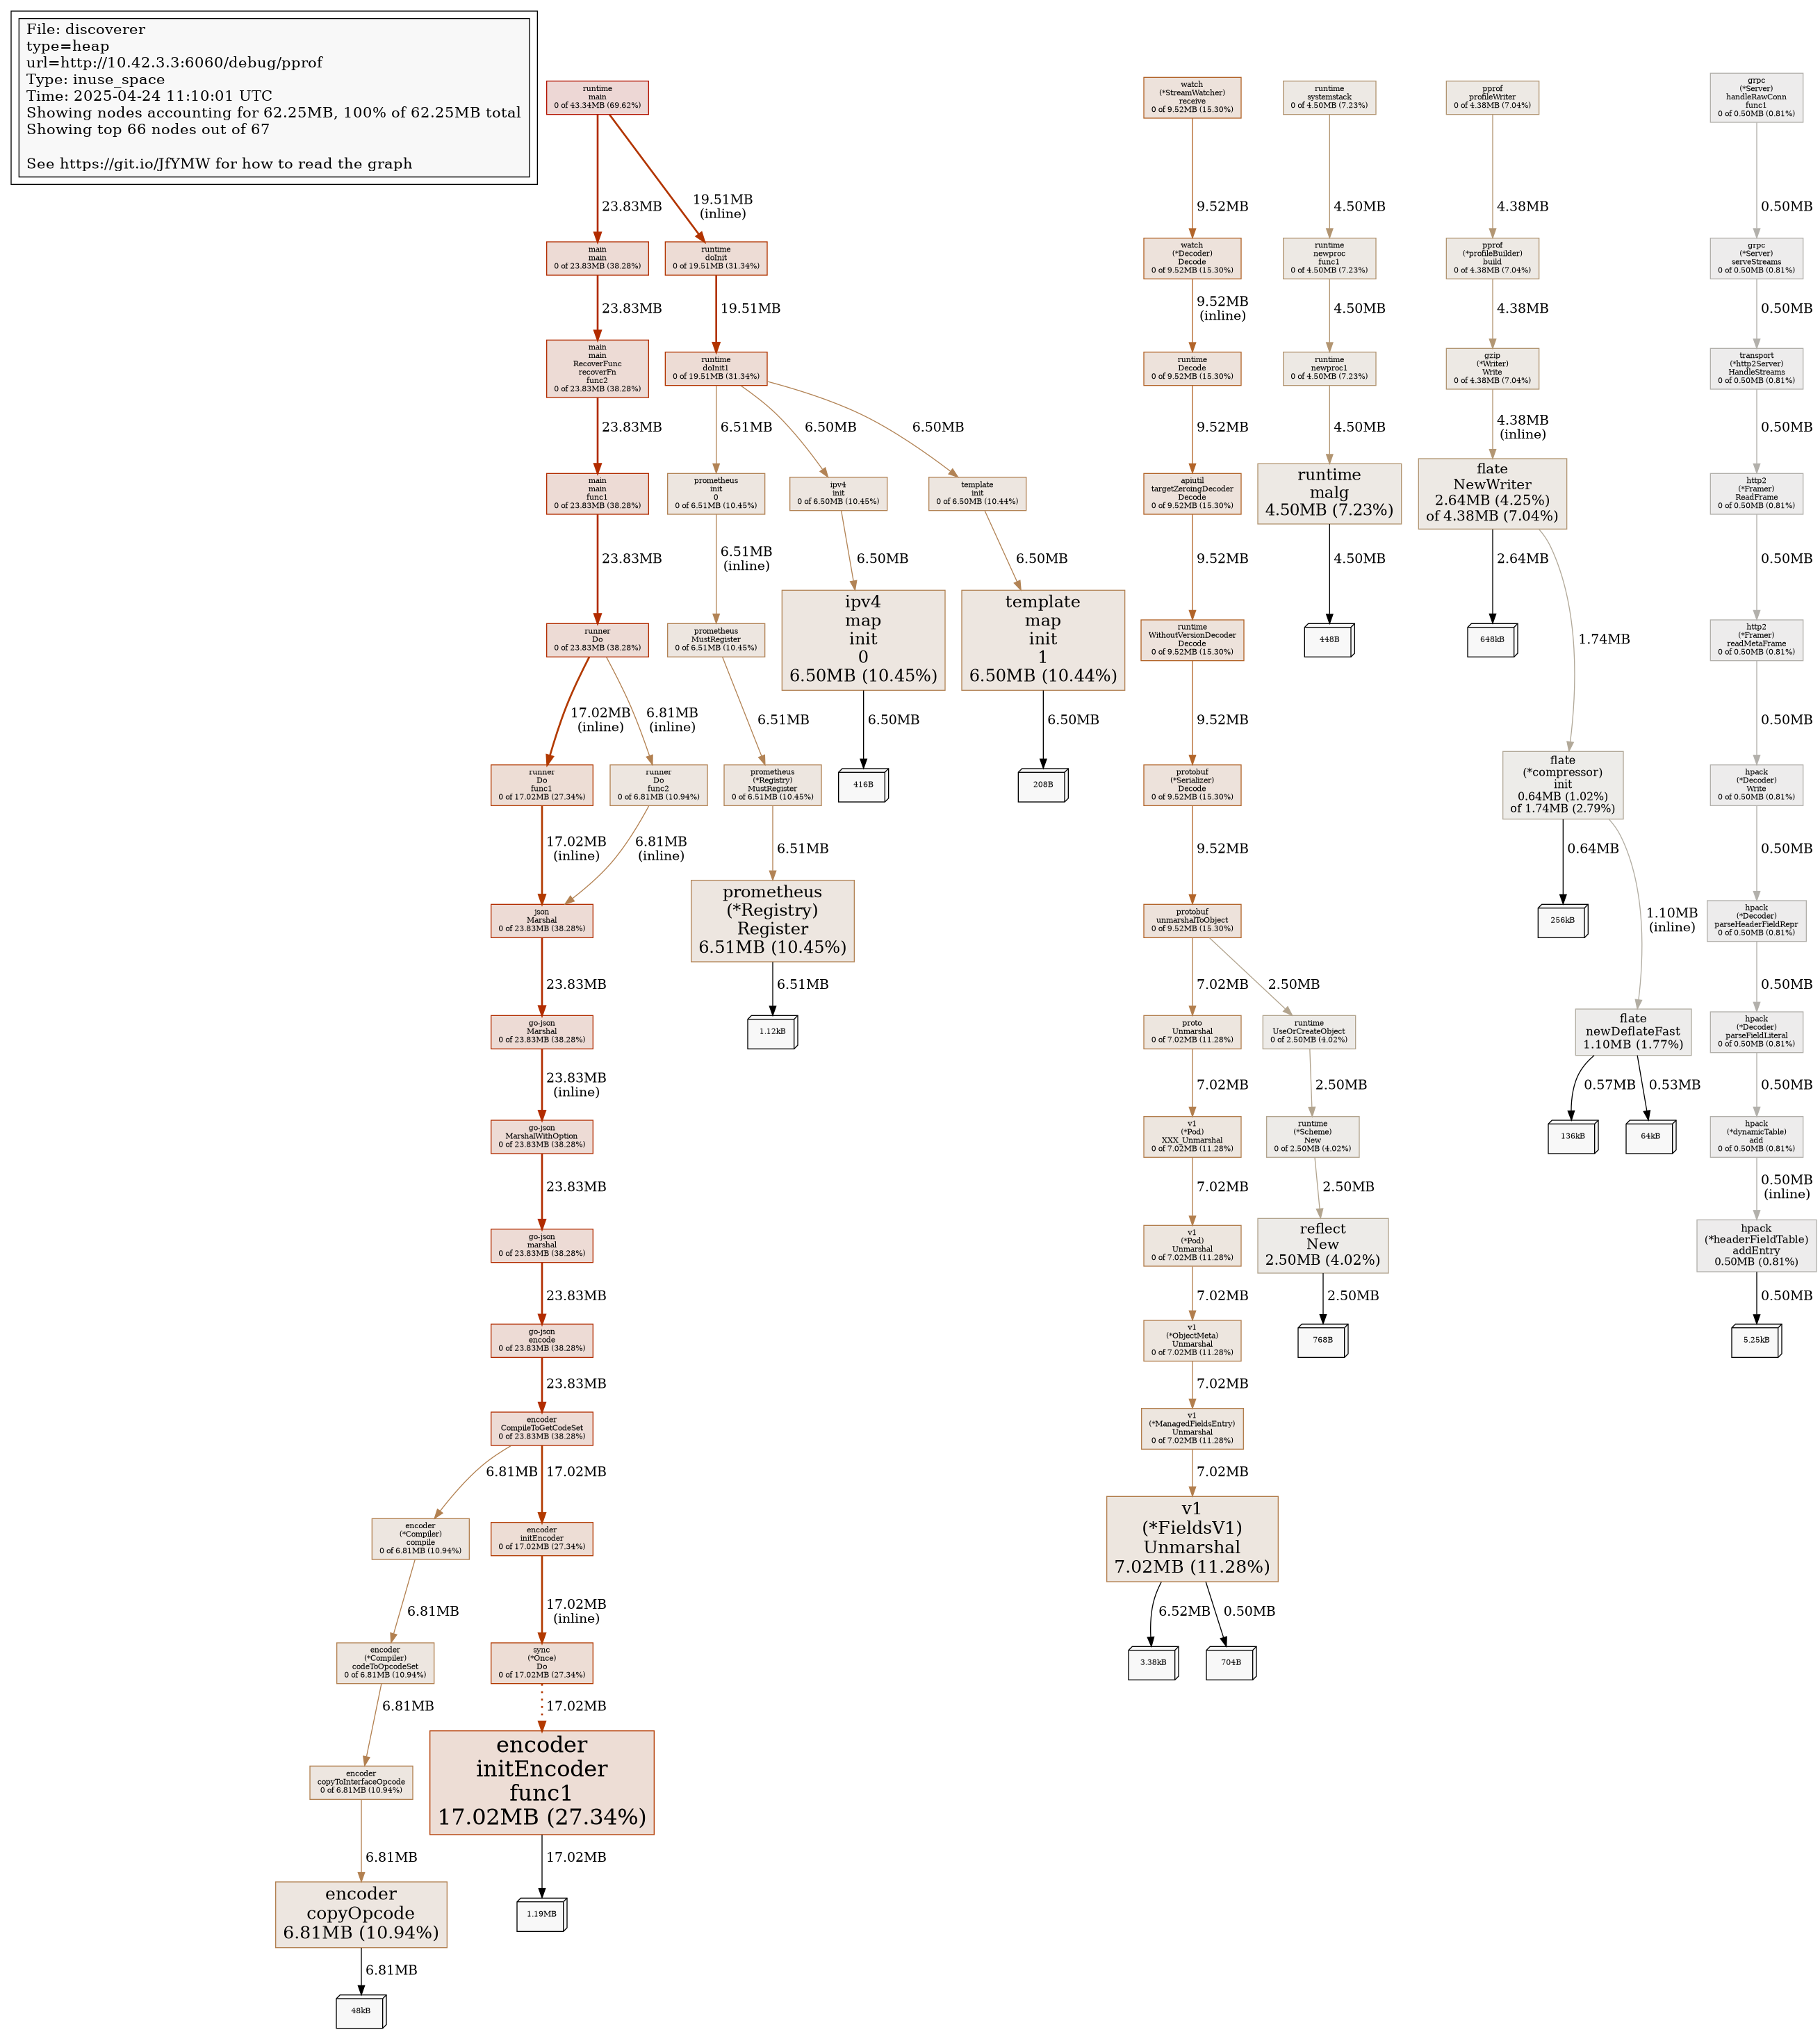 File: discoverer
type=heap
url=http://10.42.3.3:6060/debug/pprof
Type: inuse_space
Time: 2025-04-24 11:10:01 UTC
Showing nodes accounting for 62.25MB, 100% of 62.25MB total
Showing top 66 nodes out of 67
See https://git.io/JfYMW for how to read the graph
runtime
main
0 of 43.34MB (69.62%)
watch
(*StreamWatcher)
receive
0 of 9.52MB (15.30%)
runtime
systemstack
0 of 4.50MB (7.23%)
pprof
profileWriter
0 of 4.38MB (7.04%)
grpc
(*Server)
handleRawConn
func1
0 of 0.50MB (0.81%)
23.83MB
19.51MB
(inline)
9.52MB
4.50MB
4.38MB
0.50MB
main
main
0 of 23.83MB (38.28%)
runtime
doInit
0 of 19.51MB (31.34%)
watch
(*Decoder)
Decode
0 of 9.52MB (15.30%)
runtime
newproc
func1
0 of 4.50MB (7.23%)
pprof
(*profileBuilder)
build
0 of 4.38MB (7.04%)
grpc
(*Server)
serveStreams
0 of 0.50MB (0.81%)
23.83MB
19.51MB
9.52MB
(inline)
4.50MB
4.38MB
0.50MB
main
main
RecoverFunc
recoverFn
func2
0 of 23.83MB (38.28%)
runtime
doInit1
0 of 19.51MB (31.34%)
runtime
Decode
0 of 9.52MB (15.30%)
runtime
newproc1
0 of 4.50MB (7.23%)
gzip
(*Writer)
Write
0 of 4.38MB (7.04%)
transport
(*http2Server)
HandleStreams
0 of 0.50MB (0.81%)
23.83MB
6.51MB
6.50MB
6.50MB
9.52MB
4.50MB
4.38MB
(inline)
0.50MB
main
main
func1
0 of 23.83MB (38.28%)
prometheus
init
0
0 of 6.51MB (10.45%)
ipv4
init
0 of 6.50MB (10.45%)
template
init
0 of 6.50MB (10.44%)
apiutil
targetZeroingDecoder
Decode
0 of 9.52MB (15.30%)
runtime
malg
4.50MB (7.23%)
flate
NewWriter
2.64MB (4.25%)
of 4.38MB (7.04%)
http2
(*Framer)
ReadFrame
0 of 0.50MB (0.81%)
23.83MB
6.51MB
(inline)
6.50MB
6.50MB
9.52MB
4.50MB
2.64MB
1.74MB
0.50MB
runner
Do
0 of 23.83MB (38.28%)
prometheus
MustRegister
0 of 6.51MB (10.45%)
ipv4
map
init
0
6.50MB (10.45%)
template
map
init
1
6.50MB (10.44%)
runtime
WithoutVersionDecoder
Decode
0 of 9.52MB (15.30%)
448B
648kB
http2
(*Framer)
readMetaFrame
0 of 0.50MB (0.81%)
17.02MB
(inline)
6.81MB
(inline)
6.51MB
6.50MB
6.50MB
9.52MB
0.50MB
runner
Do
func1
0 of 17.02MB (27.34%)
runner
Do
func2
0 of 6.81MB (10.94%)
prometheus
(*Registry)
MustRegister
0 of 6.51MB (10.45%)
416B
208B
protobuf
(*Serializer)
Decode
0 of 9.52MB (15.30%)
flate
(*compressor)
init
0.64MB (1.02%)
of 1.74MB (2.79%)
hpack
(*Decoder)
Write
0 of 0.50MB (0.81%)
17.02MB
(inline)
6.81MB
(inline)
6.51MB
9.52MB
0.64MB
1.10MB
(inline)
0.50MB
json
Marshal
0 of 23.83MB (38.28%)
prometheus
(*Registry)
Register
6.51MB (10.45%)
protobuf
unmarshalToObject
0 of 9.52MB (15.30%)
256kB
hpack
(*Decoder)
parseHeaderFieldRepr
0 of 0.50MB (0.81%)
23.83MB
6.51MB
7.02MB
2.50MB
0.50MB
go-json
Marshal
0 of 23.83MB (38.28%)
1.12kB
proto
Unmarshal
0 of 7.02MB (11.28%)
runtime
UseOrCreateObject
0 of 2.50MB (4.02%)
flate
newDeflateFast
1.10MB (1.77%)
hpack
(*Decoder)
parseFieldLiteral
0 of 0.50MB (0.81%)
23.83MB
(inline)
7.02MB
2.50MB
0.57MB
0.53MB
0.50MB
go-json
MarshalWithOption
0 of 23.83MB (38.28%)
v1
(*Pod)
XXX_Unmarshal
0 of 7.02MB (11.28%)
runtime
(*Scheme)
New
0 of 2.50MB (4.02%)
136kB
64kB
hpack
(*dynamicTable)
add
0 of 0.50MB (0.81%)
23.83MB
7.02MB
2.50MB
0.50MB
(inline)
go-json
marshal
0 of 23.83MB (38.28%)
v1
(*Pod)
Unmarshal
0 of 7.02MB (11.28%)
reflect
New
2.50MB (4.02%)
hpack
(*headerFieldTable)
addEntry
0.50MB (0.81%)
23.83MB
7.02MB
2.50MB
0.50MB
go-json
encode
0 of 23.83MB (38.28%)
v1
(*ObjectMeta)
Unmarshal
0 of 7.02MB (11.28%)
768B
5.25kB
23.83MB
7.02MB
encoder
CompileToGetCodeSet
0 of 23.83MB (38.28%)
v1
(*ManagedFieldsEntry)
Unmarshal
0 of 7.02MB (11.28%)
6.81MB
17.02MB
7.02MB
encoder
(*Compiler)
compile
0 of 6.81MB (10.94%)
encoder
initEncoder
0 of 17.02MB (27.34%)
v1
(*FieldsV1)
Unmarshal
7.02MB (11.28%)
6.81MB
17.02MB
(inline)
6.52MB
0.50MB
encoder
(*Compiler)
codeToOpcodeSet
0 of 6.81MB (10.94%)
sync
(*Once)
Do
0 of 17.02MB (27.34%)
3.38kB
704B
6.81MB
17.02MB
encoder
copyToInterfaceOpcode
0 of 6.81MB (10.94%)
encoder
initEncoder
func1
17.02MB (27.34%)
6.81MB
17.02MB
encoder
copyOpcode
6.81MB (10.94%)
1.19MB
6.81MB
48kB